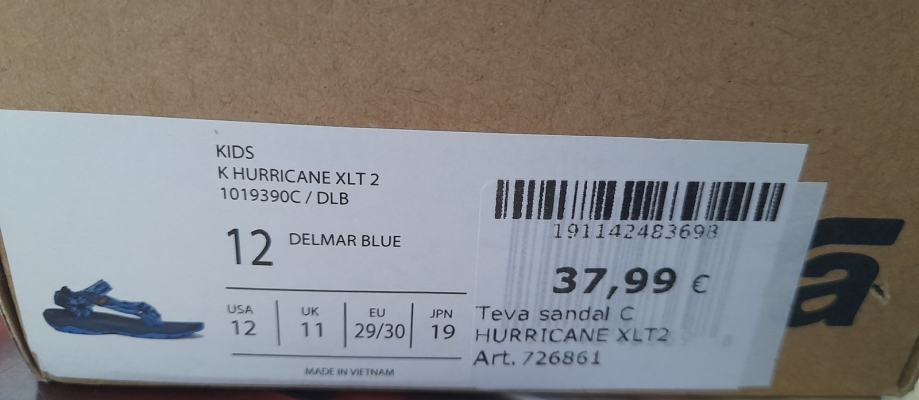 KIDS
K HURRICANE XLT 2
1019390C / DLB
12 DELMAR BLUE
USA UK EU JPN
12 11 29/30 19
MADE IN VIETNAM
191142483698
37,99 €
Teva sandal C
HURRICANE XLT2
Art. 726861
a